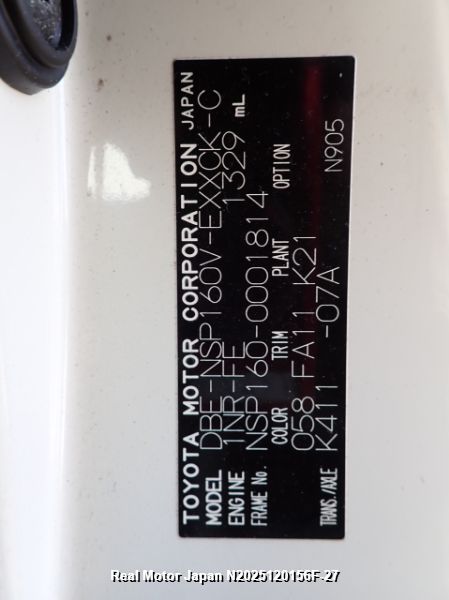 TOYOTA MOTOR CORPORATION JAPAN
MODEL DBE-NSP160V-EXXCK-C
ENGINE 1NR-FE 1329 mL
FRAME No. NSP160-0001814
COLOR TRIM PLANT OPTION
058 FA11 K21
TRANS./AXLE K411 -07A N905
Real Motor Japan N2025120156F-27